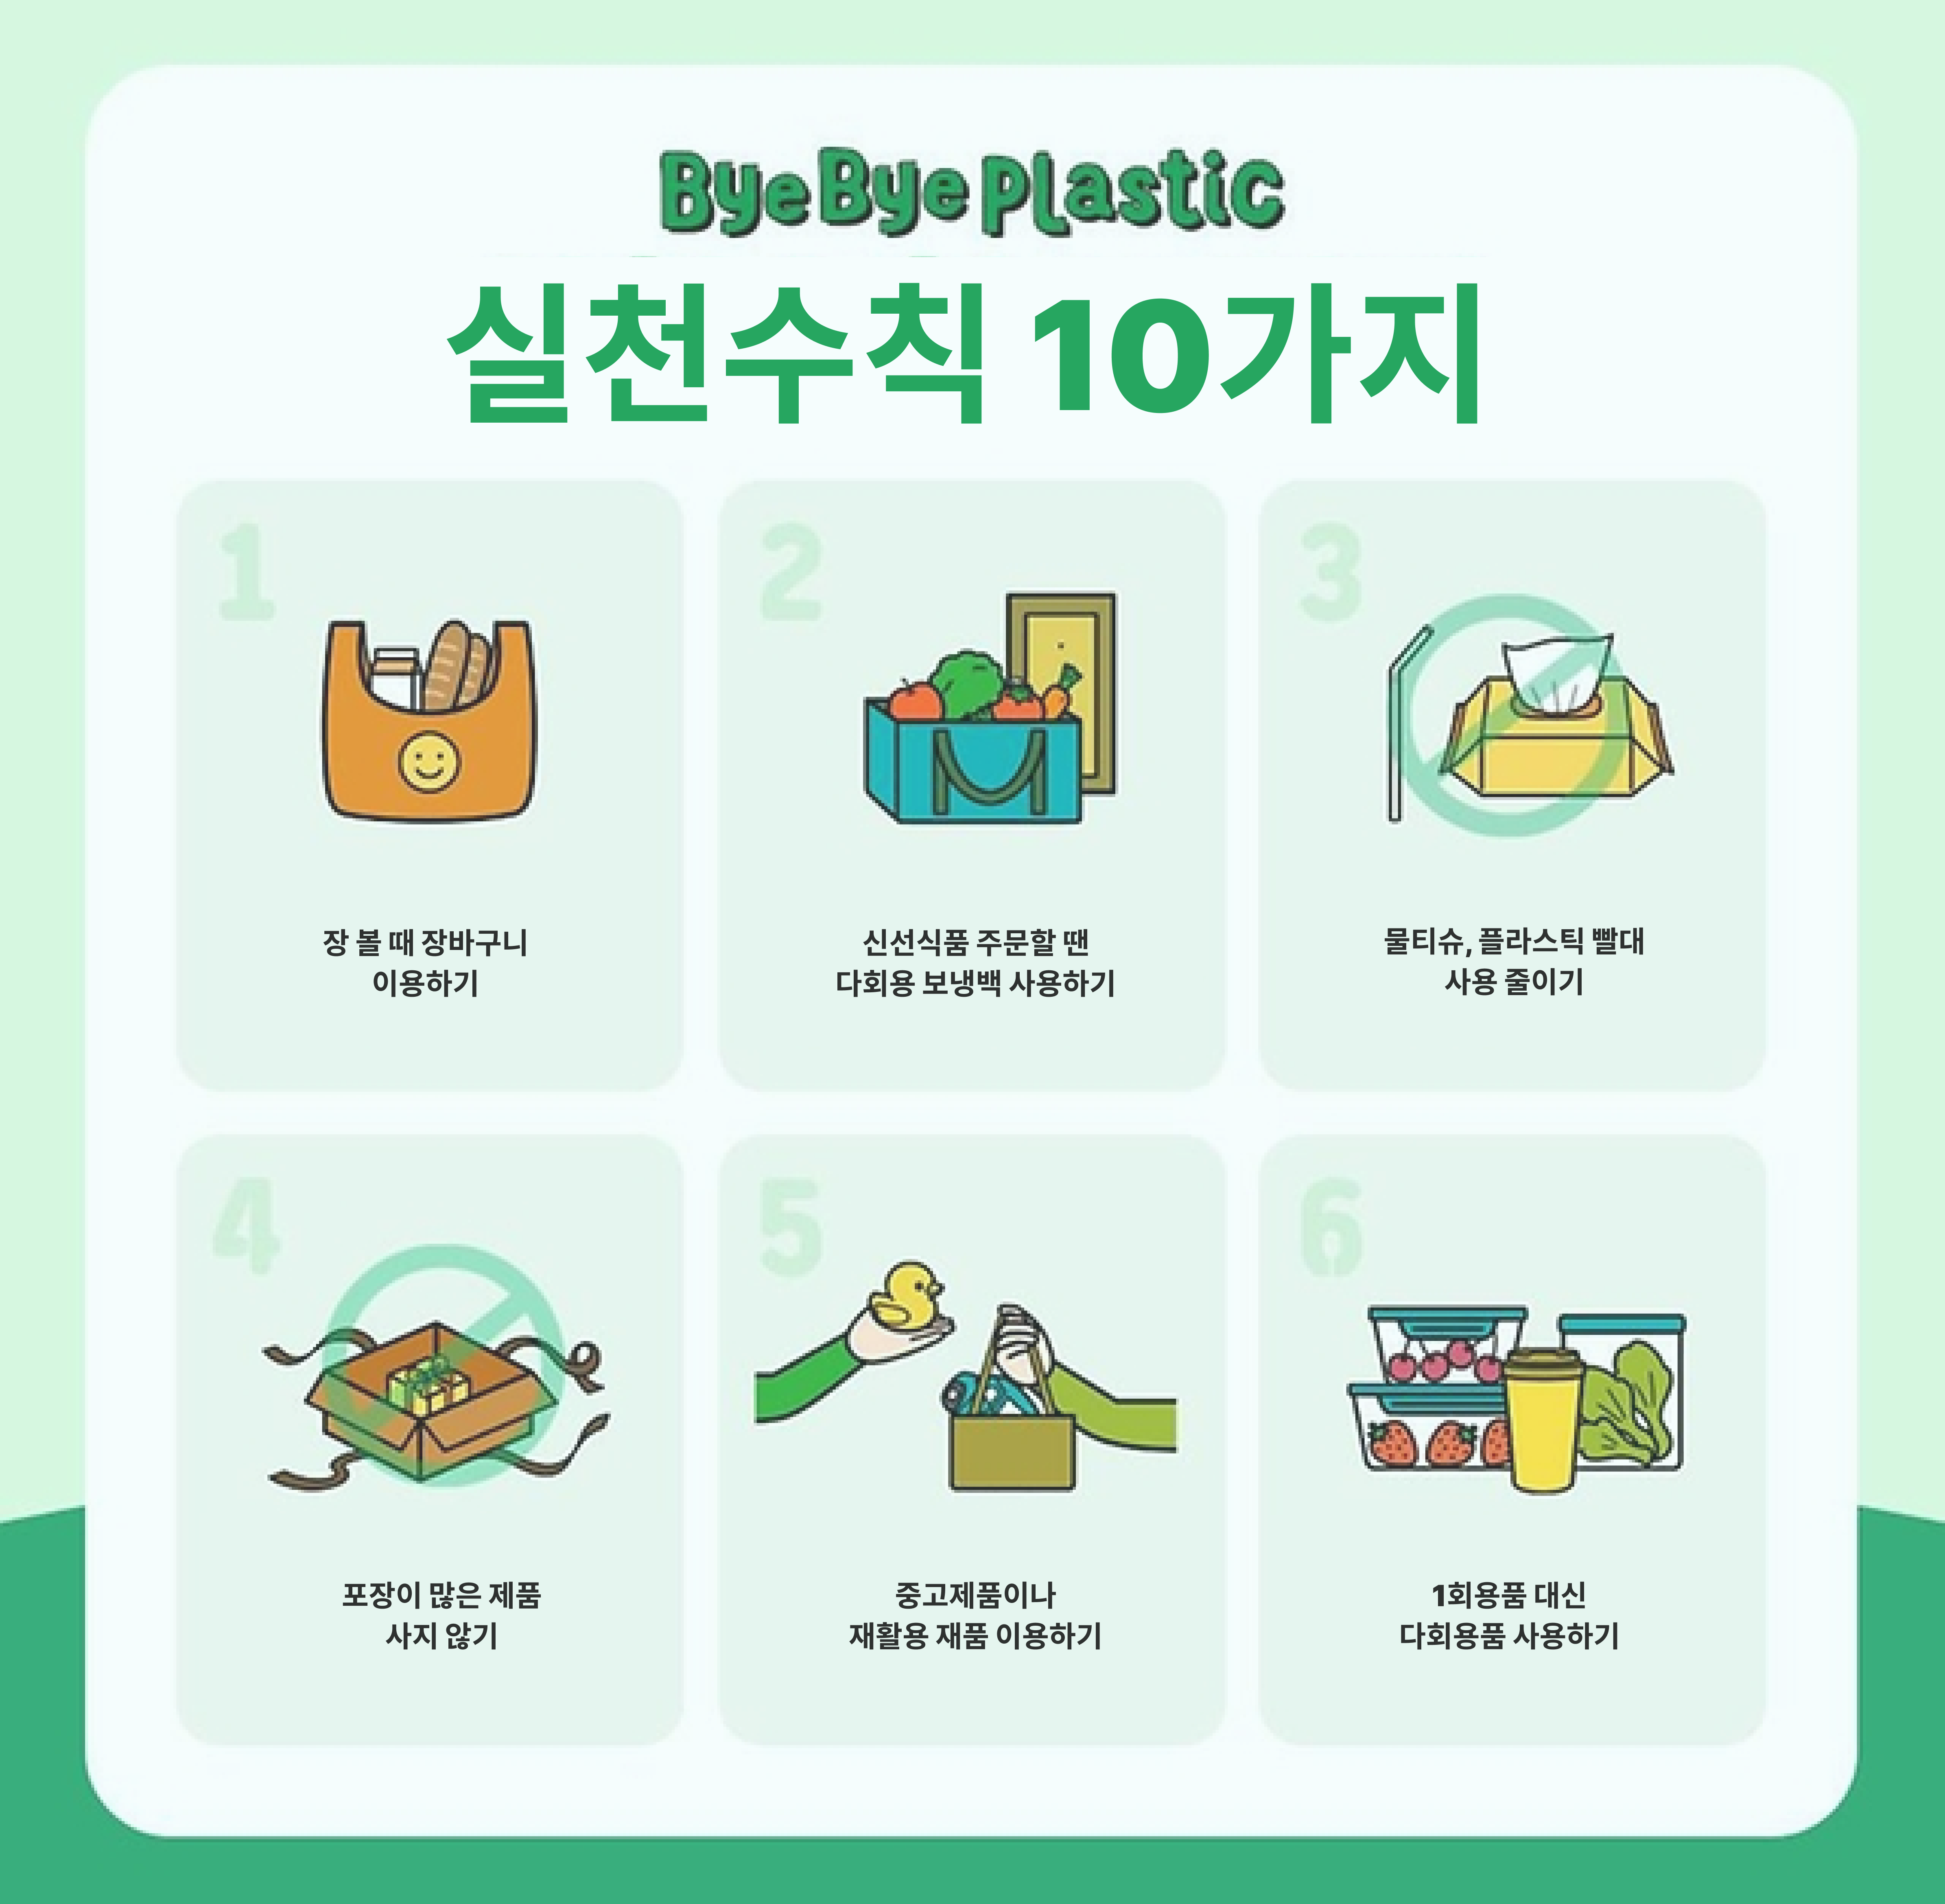 Bye Bye Plastic
실천수칙 10가지
1
장 볼 때 장바구니
이용하기
2
신선식품 주문할 땐
다회용 보냉백 사용하기
3
물티슈, 플라스틱 빨대
사용 줄이기
4
포장이 많은 제품
사지 않기
5
중고제품이나
재활용 재품 이용하기
6
1회용품 대신
다회용품 사용하기